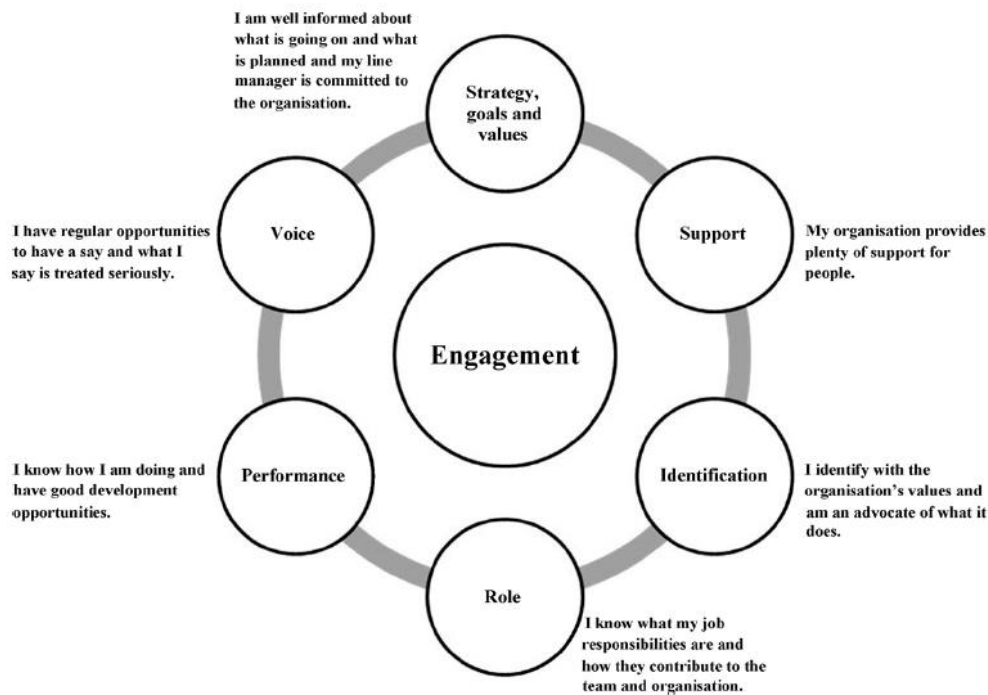 I am well informed about
what is going on and what
is planned and my line
manager is committed to
the organisation.
Strategy,
goals and
values
Voice
I have regular opportunities
to have a say and what I
say is treated seriously.
Support
My organisation provides
plenty of support for
people.
Engagement
Performance
I know how I am doing and
have good development
opportunities.
Identification
I identify with the
organisation's values and
am an advocate of what it
does.
Role
I know what my job
responsibilities are and
how they contribute to the
team and organisation.